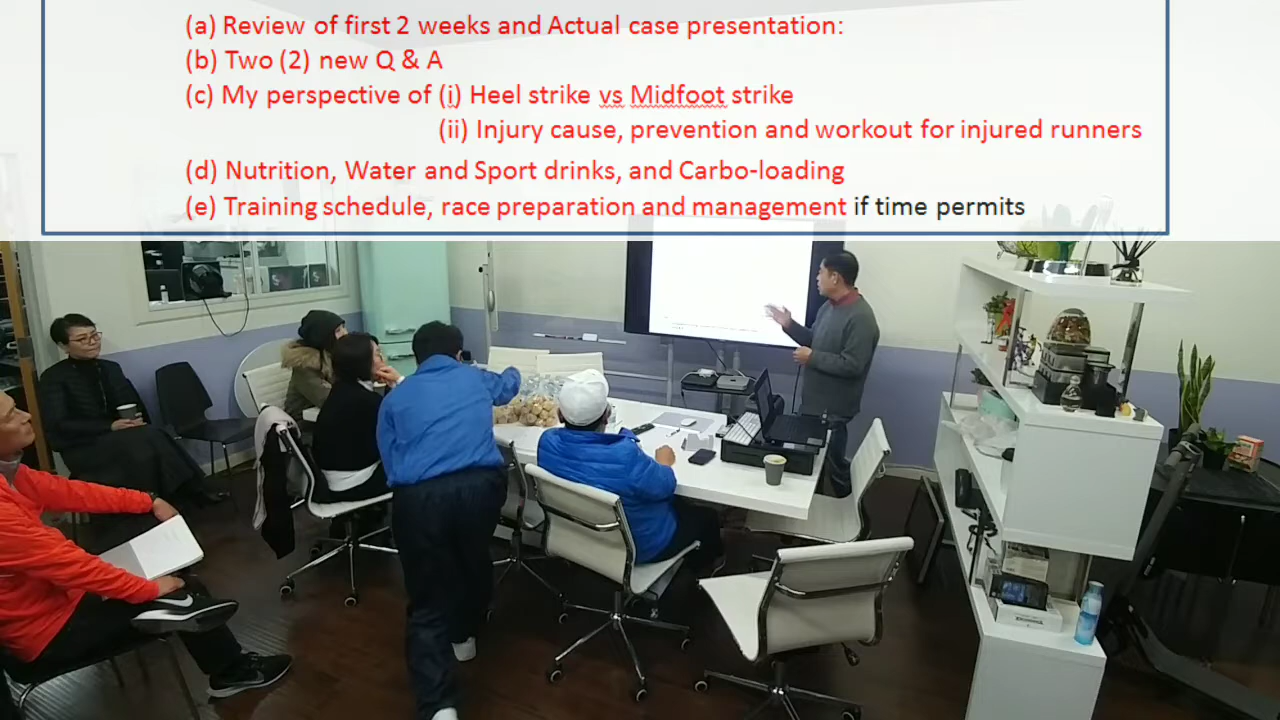 (a) Review of first 2 weeks and Actual case presentation:
(b) Two (2) new Q & A
(c) My perspective of (i) Heel strike vs Midfoot strike
(ii) Injury cause, prevention and workout for injured runners
(d) Nutrition, Water and Sport drinks, and Carbo-loading
(e) Training schedule, race preparation and management if time permits